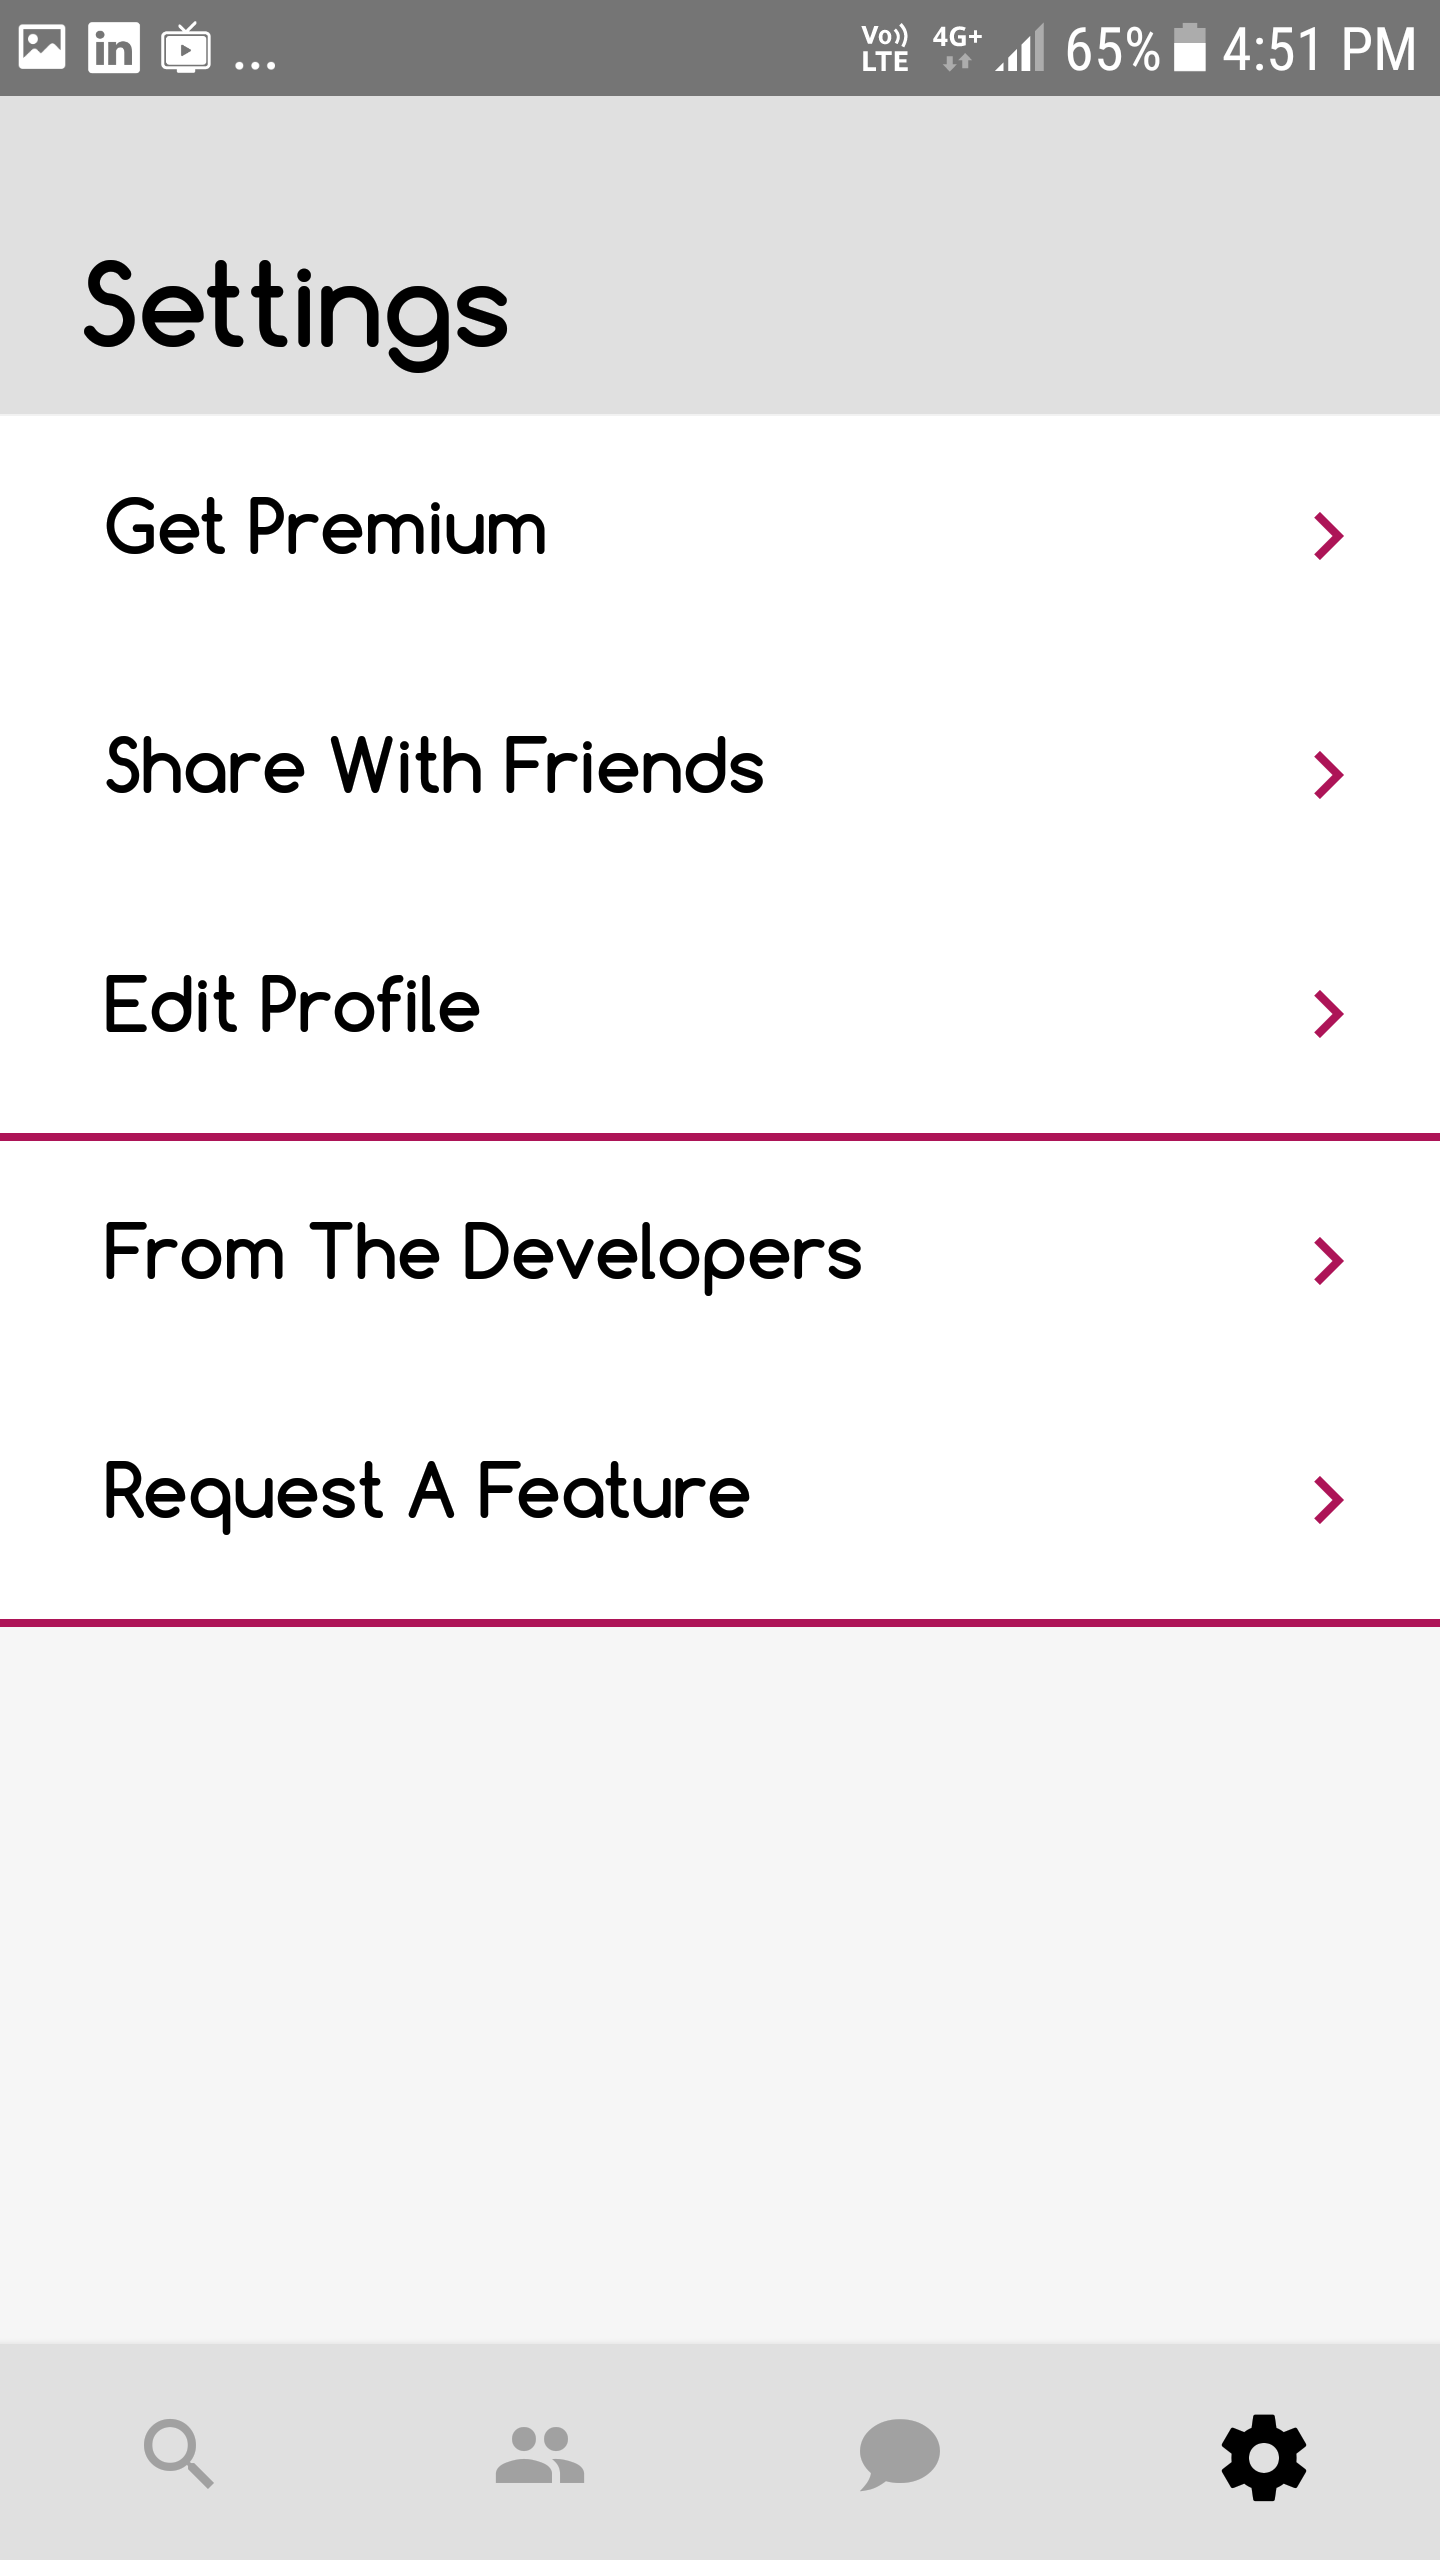 in ... Vo)) LTE 4G+ 65% 4:51 PM
Settings
Get Premium
Share With Friends
Edit Profile
From The Developers
Request A Feature